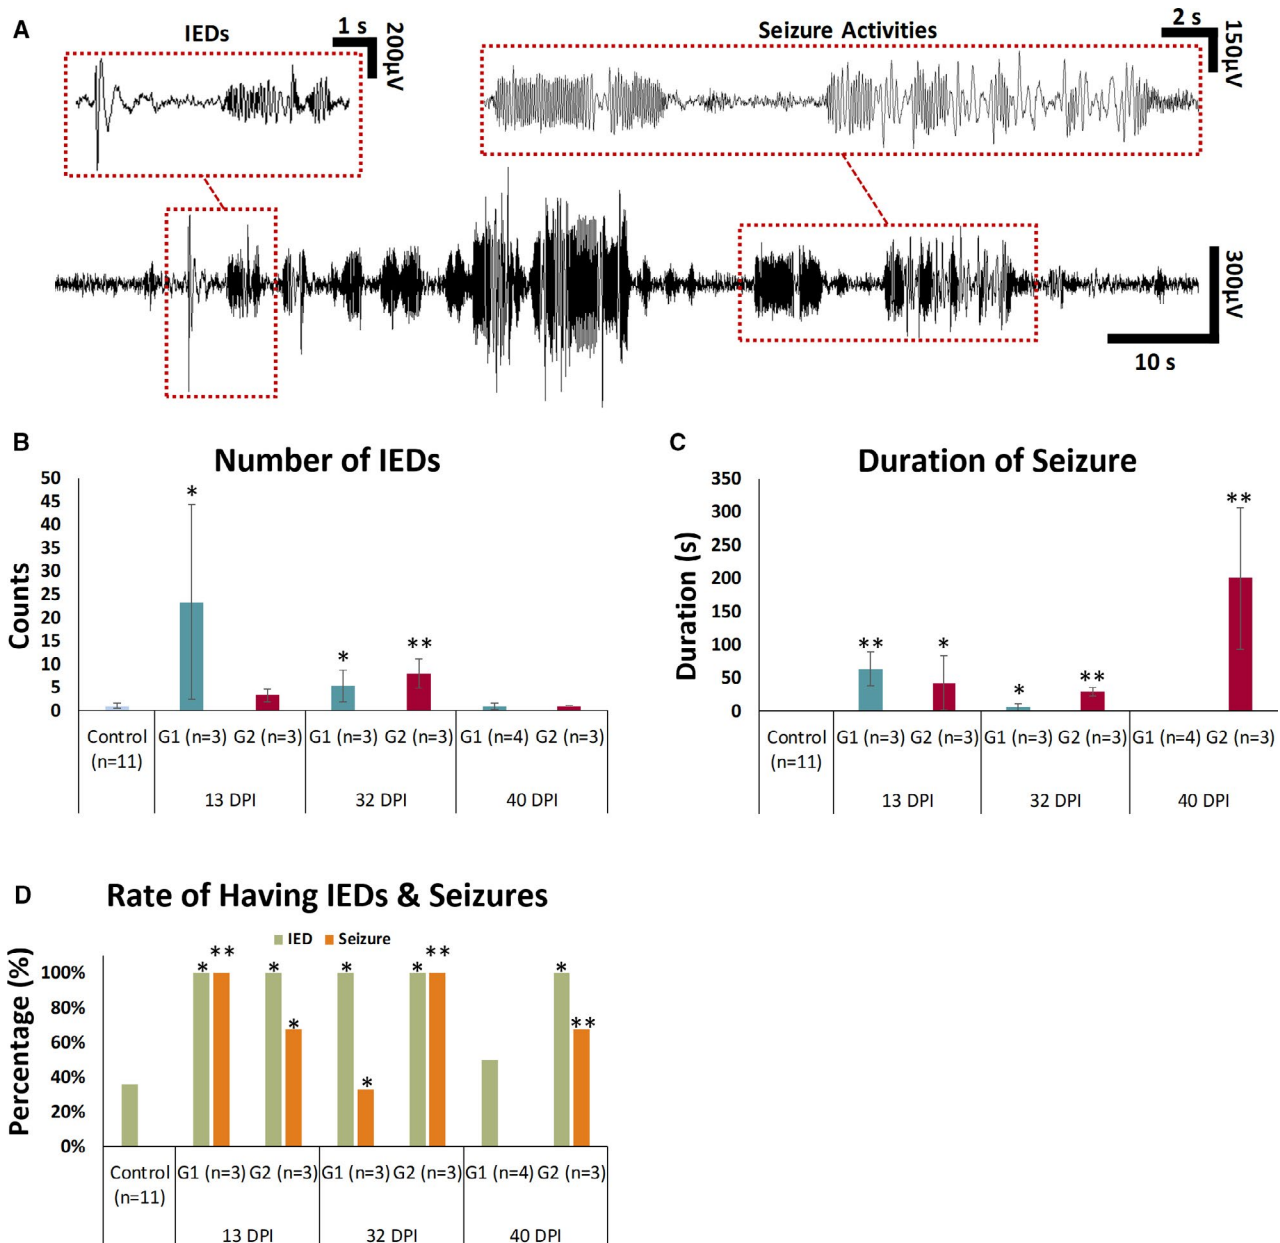 A
IEDs
1 s
200µV
Seizure Activities
2 s
150µV
300µV
10 s
B
Number of IEDs
Counts
50
45
40
35
30
25
20
15
10
5
0
*
*
**
Control
(n=11)
G1 (n=3)
G2 (n=3)
G1 (n=3)
G2 (n=3)
G1 (n=4)
G2 (n=3)
13 DPI
32 DPI
40 DPI
C
Duration of Seizure
Duration (s)
350
300
250
200
150
100
50
0
**
*
*
**
**
Control
(n=11)
G1 (n=3)
G2 (n=3)
G1 (n=3)
G2 (n=3)
G1 (n=4)
G2 (n=3)
13 DPI
32 DPI
40 DPI
D
Rate of Having IEDs & Seizures
IED
Seizure
Percentage (%)
100%
80%
60%
40%
20%
0%
*
**
*
*
*
*
*
**
*
**
Control
(n=11)
G1 (n=3)
G2 (n=3)
G1 (n=3)
G2 (n=3)
G1 (n=4)
G2 (n=3)
13 DPI
32 DPI
40 DPI